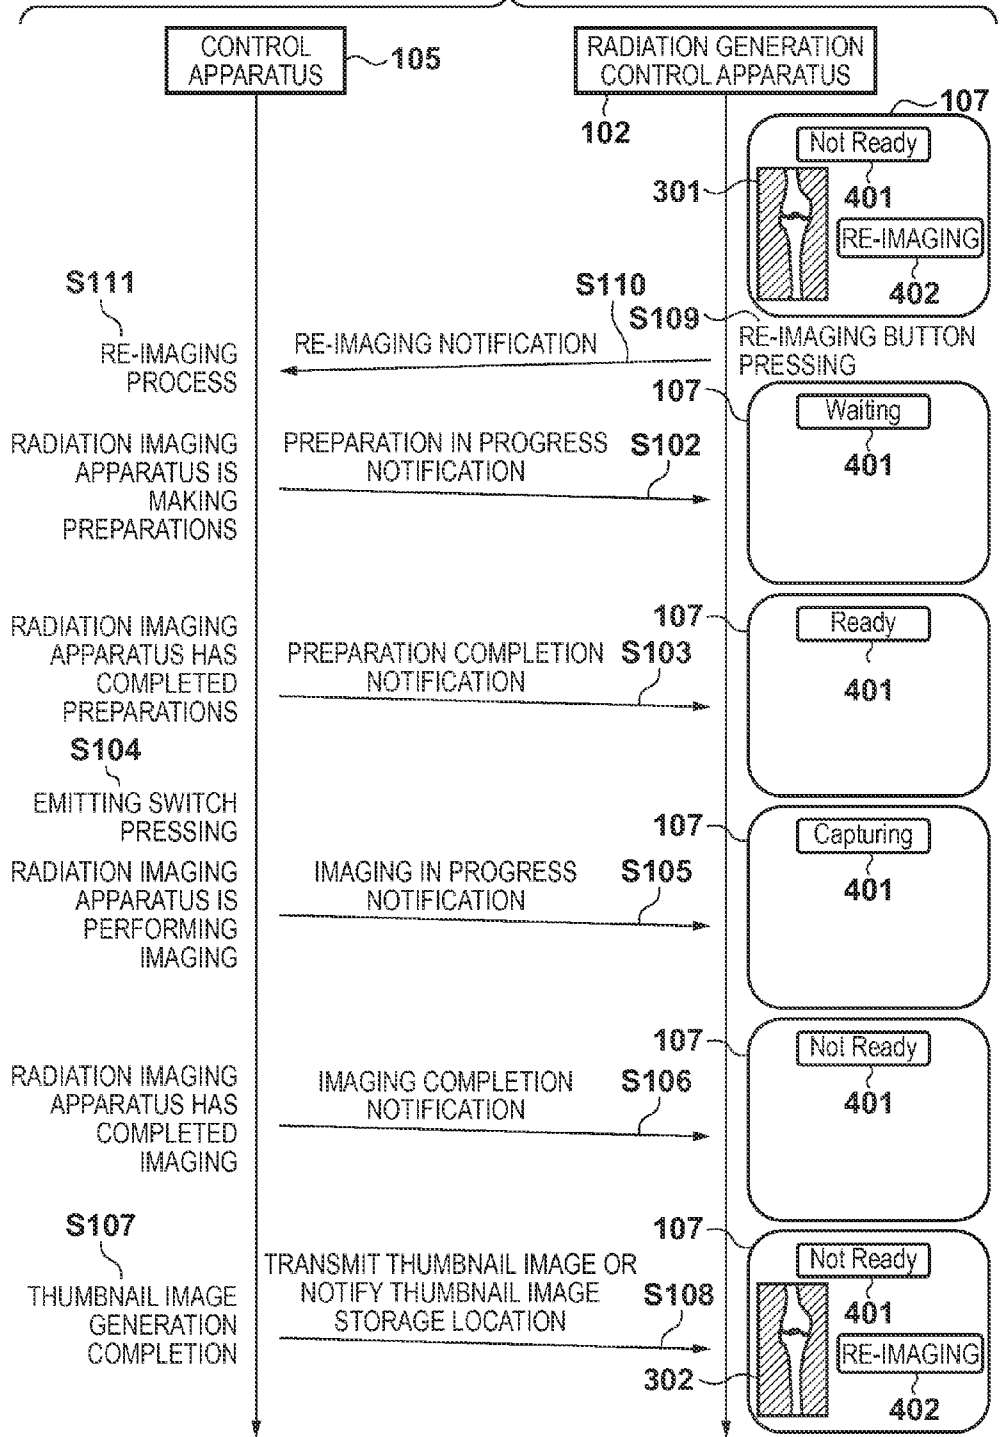 CONTROL
APPARATUS
105
RADIATION GENERATION
CONTROL APPARATUS
102
107
Not Ready
401
301
RE-IMAGING
402
S111
RE-IMAGING
PROCESS
S110
RE-IMAGING NOTIFICATION
S109
RE-IMAGING BUTTON
PRESSING
107
Waiting
401
RADIATION IMAGING
APPARATUS IS
MAKING
PREPARATIONS
PREPARATION IN PROGRESS
NOTIFICATION
S102
107
Ready
401
RADIATION IMAGING
APPARATUS HAS
COMPLETED
PREPARATIONS
PREPARATION COMPLETION
NOTIFICATION
S103
S104
EMITTING SWITCH
PRESSING
107
Capturing
401
RADIATION IMAGING
APPARATUS IS
PERFORMING
IMAGING
IMAGING IN PROGRESS
NOTIFICATION
S105
107
Not Ready
401
RADIATION IMAGING
APPARATUS HAS
COMPLETED
IMAGING
IMAGING COMPLETION
NOTIFICATION
S106
S107
THUMBNAIL IMAGE
GENERATION
COMPLETION
TRANSMIT THUMBNAIL IMAGE OR
NOTIFY THUMBNAIL IMAGE
STORAGE LOCATION
S108
107
Not Ready
401
302
RE-IMAGING
402